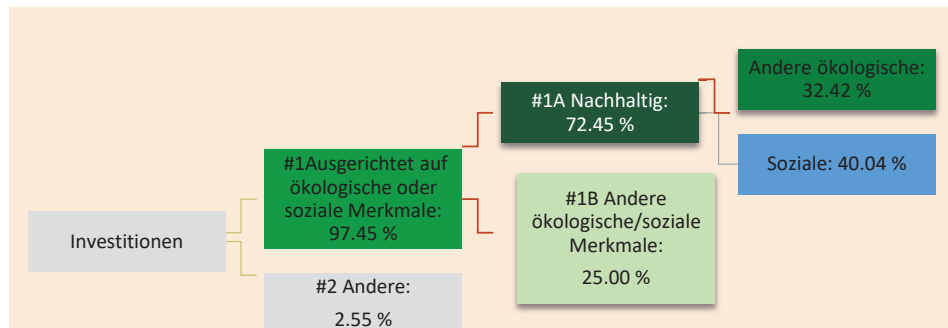 Investitionen
#1Ausgerichtet auf
ökologische oder
soziale Merkmale:
97.45 %
#2 Andere:
2.55 %
#1A Nachhaltig:
72.45 %
#1B Andere
ökologische/soziale
Merkmale:
25.00 %
Andere ökologische:
32.42 %
Soziale: 40.04 %